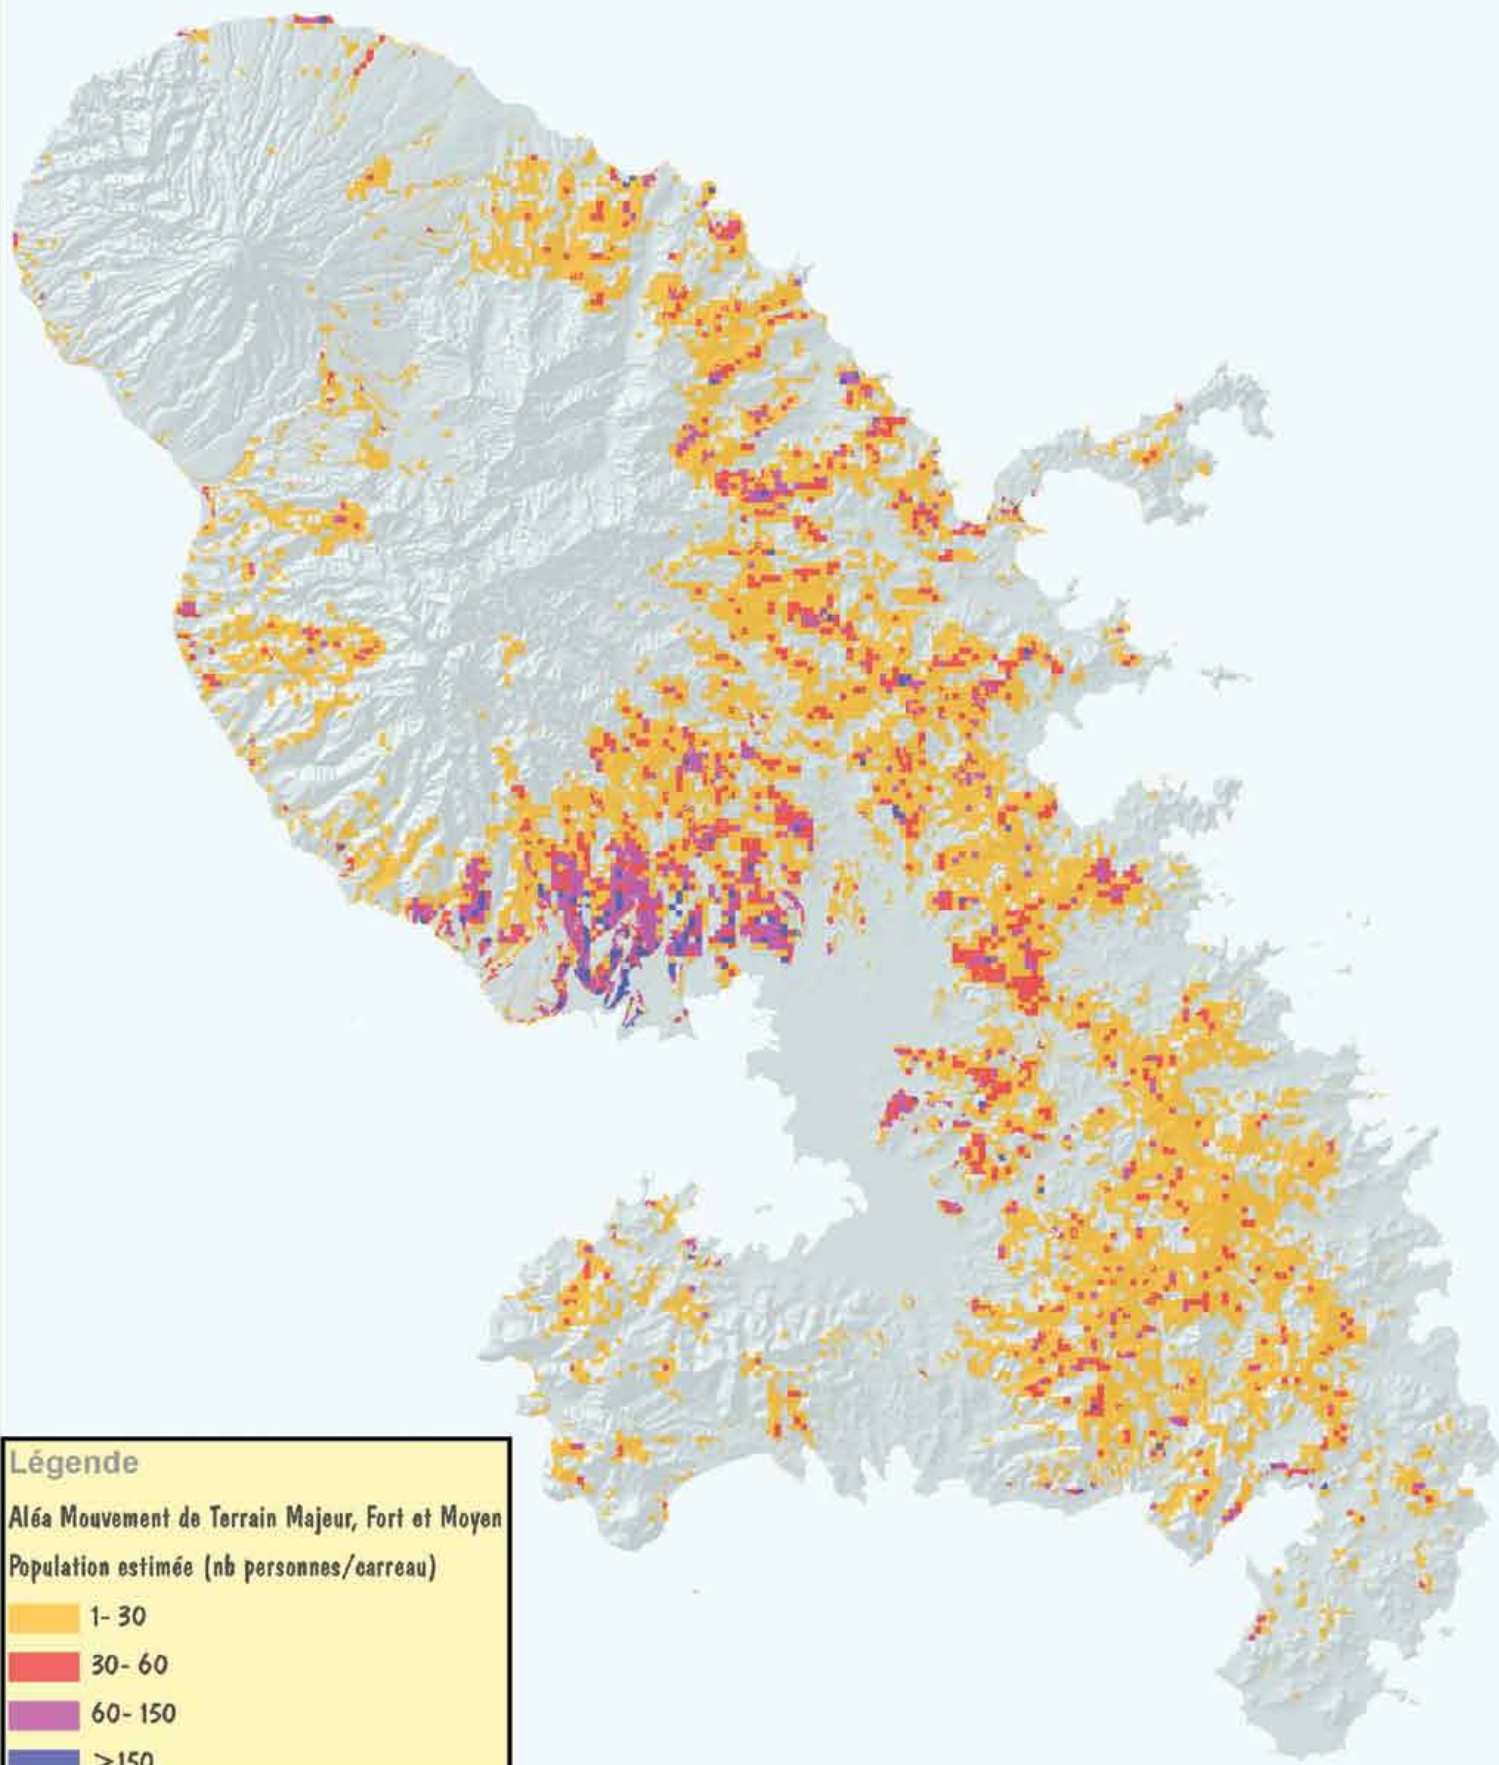 Légende
Aléa Mouvement de Terrain Majeur, Fort et Moyen
Population estimée (nb personnes/carreau)
1- 30
30- 60
60- 150
>150